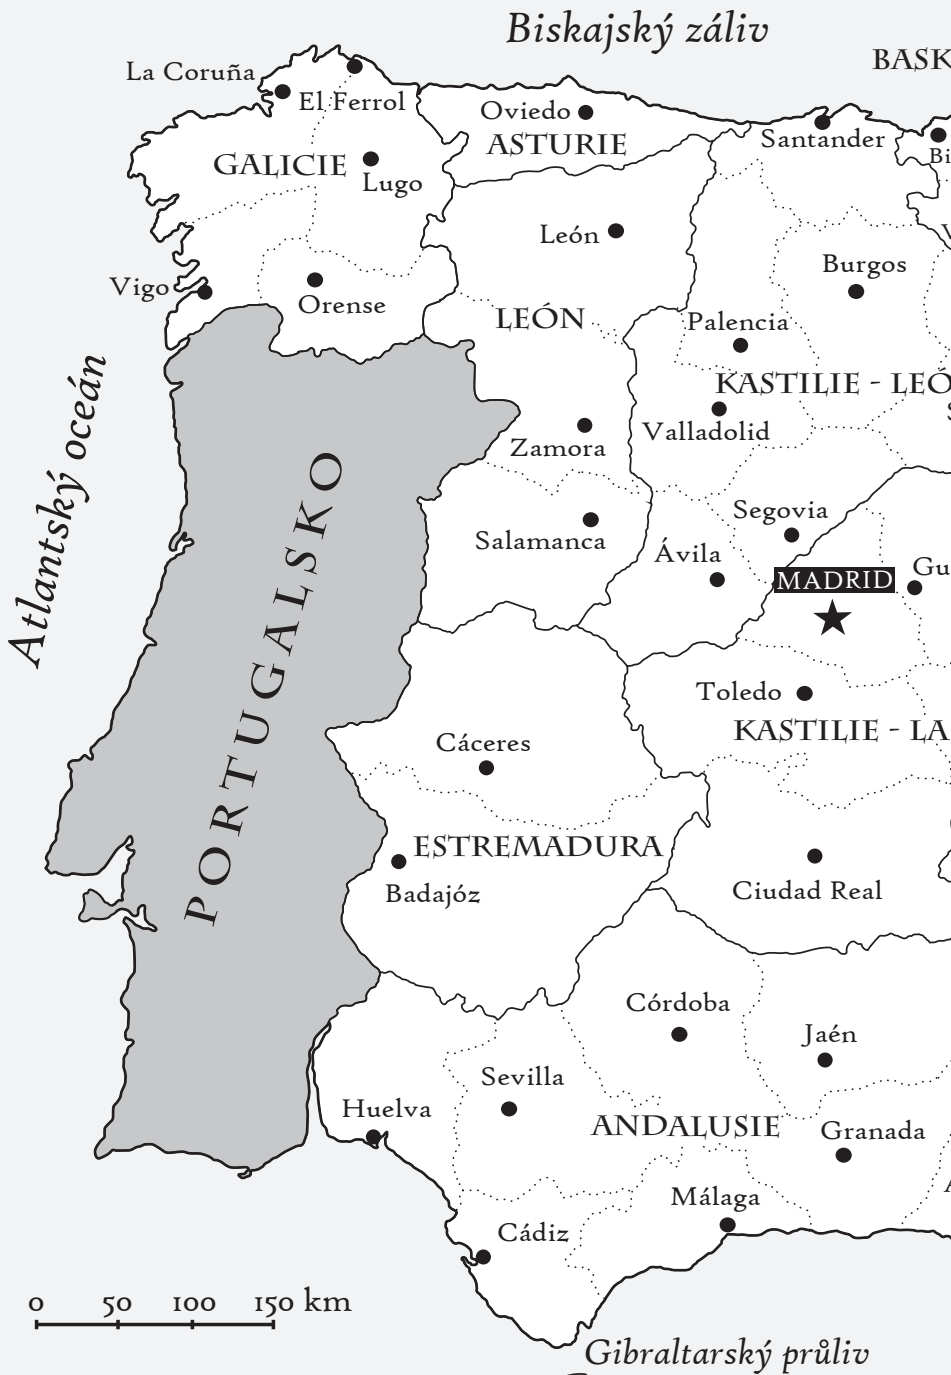 Biskajský záliv
BASK
La Coruña
El Ferrol
Oviedo
ASTURIE
Santander
Bi
GALICIE
Lugo
León
V
Burgos
Vigo
Orense
LEÓN
Palencia
KASTILIE - LEÓ
S
Valladolid
Zamora
Atlantský oceán
PORTUGALSKO
Segovia
Salamanca
Ávila
MADRID
Gu
Toledo
KASTILIE - LA
Cáceres
ESTREMADURA
Badajóz
Ciudad Real
Córdoba
Jaén
Sevilla
Huelva
ANDALUSIE
Granada
A
Málaga
Cádiz
0 50 100 150 km
Gibraltarský průliv